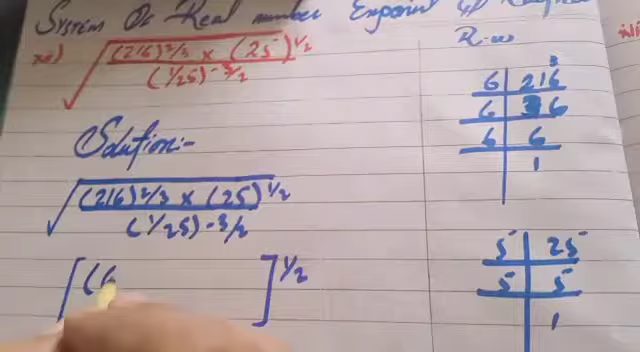 System Of Real number Exponent
R.w
xii) √(216)^2/3 x (25)^1/2
(1/25)^-3/2
6 | 216
6 | 36
6 | 6
1
Solution:-
√(216)^2/3 x (25)^1/2
(1/25)^-3/2
5 | 25
5 | 5
1
[(6 ]^1/2